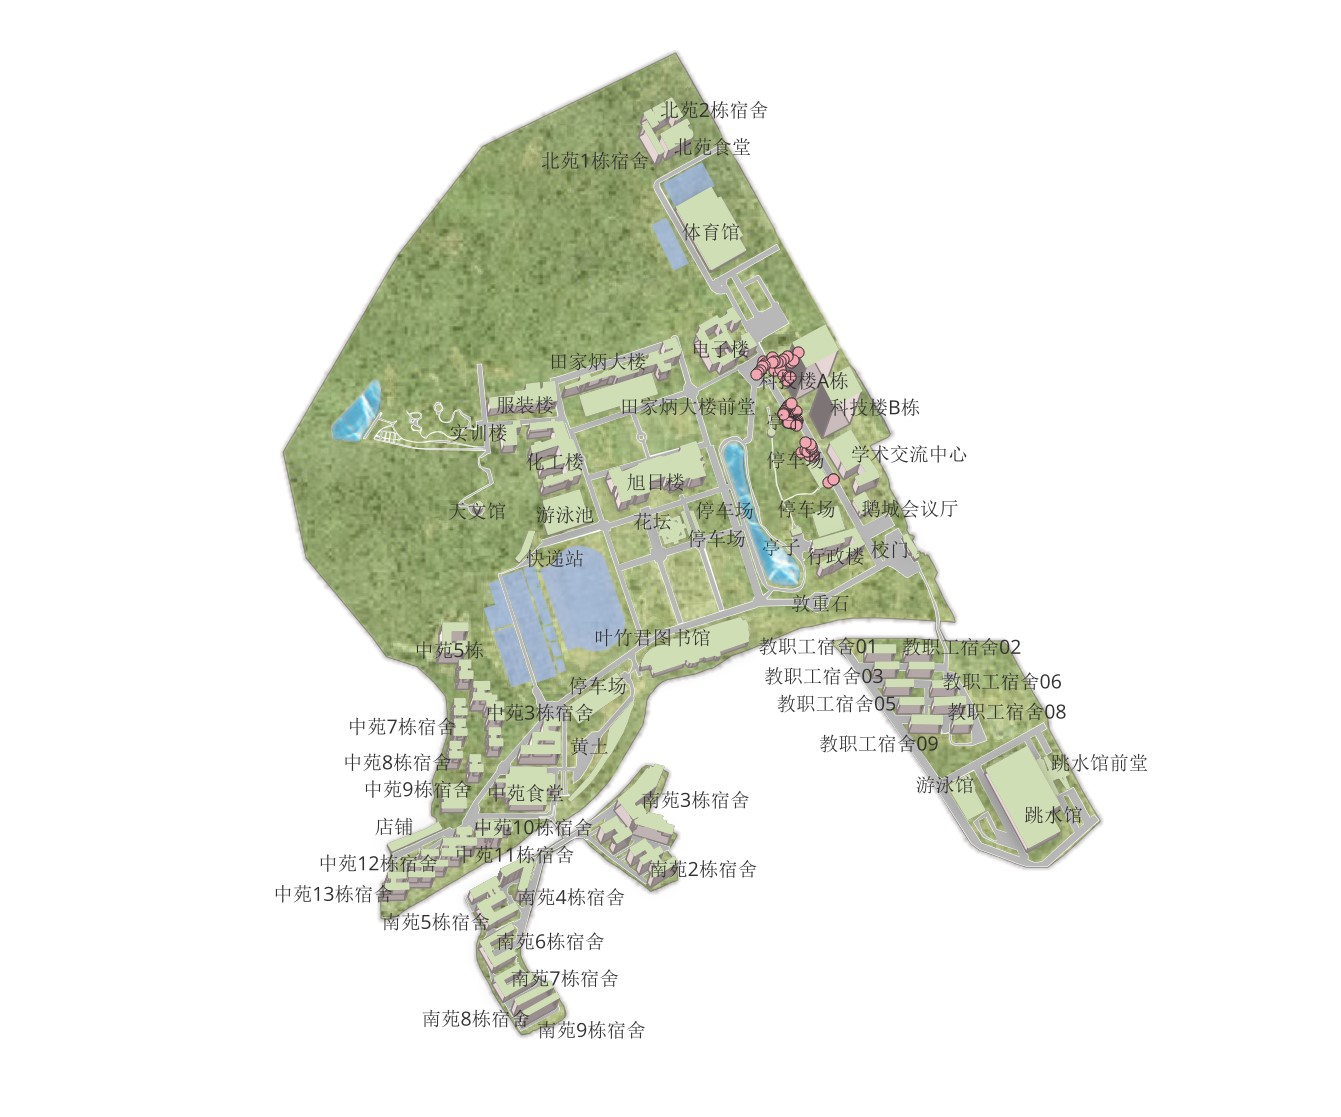 北苑2栋宿舍
北苑食堂
北苑1栋宿舍
体育馆
电子楼
田家炳大楼
科技楼A栋
服装楼
田家炳大楼前堂
科技楼B栋
实训楼
停车场
学术交流中心
化工楼
旭日楼
天文馆
游泳池
花坛
停车场
停车场
鹅城会议厅
停车场
快递站
亭子
行政楼
校门
敦重石
叶竹君图书馆
中苑5栋
教职工宿舍01
教职工宿舍02
教职工宿舍03
教职工宿舍06
停车场
教职工宿舍05
中苑3栋宿舍
教职工宿舍08
中苑7栋宿舍
黄土
教职工宿舍09
中苑8栋宿舍
跳水馆前堂
中苑9栋宿舍
中苑食堂
游泳馆
南苑3栋宿舍
跳水馆
店铺
中苑10栋宿舍
中苑11栋宿舍
中苑12栋宿舍
南苑2栋宿舍
中苑13栋宿舍
南苑4栋宿舍
南苑5栋宿舍
南苑6栋宿舍
南苑7栋宿舍
南苑8栋宿舍
南苑9栋宿舍